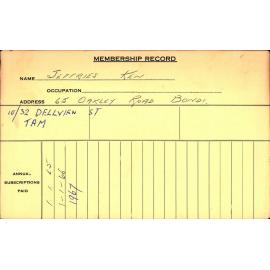 MEMBERSHIP RECORD
NAME JEFFRIES KEN
OCCUPATION
ADDRESS 65 OAKLEY ROAD BONDI.
10/32 DELLVIEW ST
TAM
ANNUAL
SUBSCRIPTIONS
PAID
1-1-65
1-1-66
1967